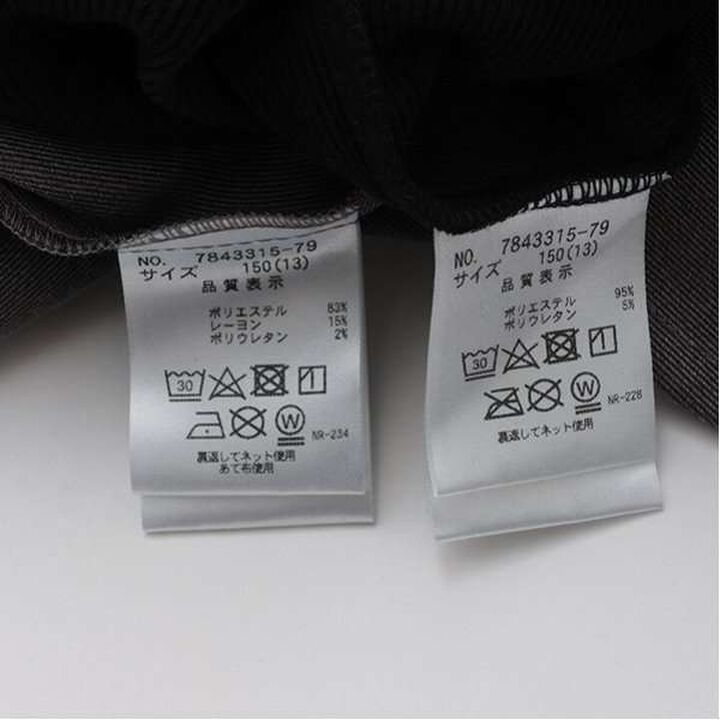 NO. 7843315-79
サイズ 150(13)
品質表示
ポリエステル 83%
レーヨン 15%
ポリウレタン 2%
30
W
NR-234
裏返してネット使用
あて布使用
NO. 7843315-79
サイズ 150(13)
品質表示
ポリエステル 95%
ポリウレタン 5%
30
W
NR-228
裏返してネット使用